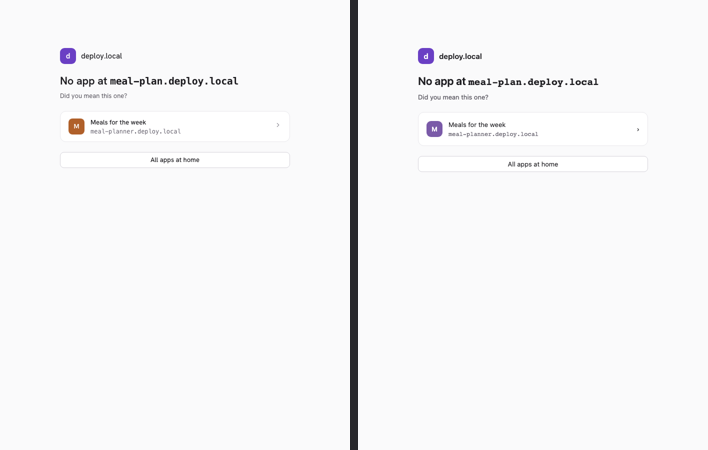 d deploy.local
No app at meal-plan.deploy.local
Did you mean this one?
M
Meals for the week
meal-planner.deploy.local
All apps at home
d deploy.local
No app at meal-plan.deploy.local
Did you mean this one?
M
Meals for the week
meal-planner.deploy.local
All apps at home